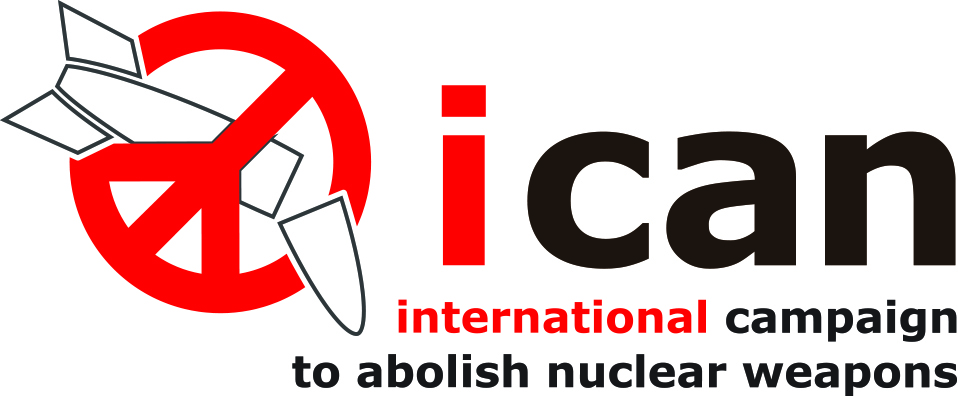 ican
international campaign
to abolish nuclear weapons